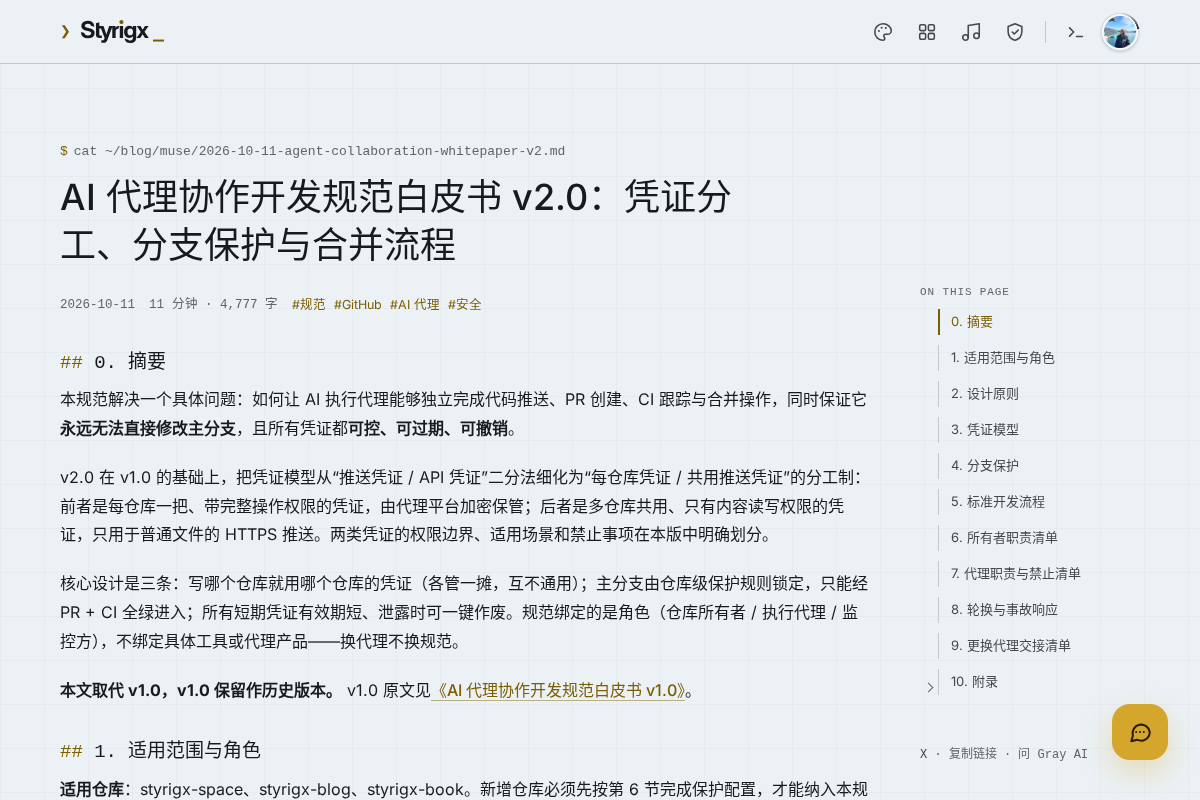 ❯ Styrigx _
$ cat ~/blog/muse/2026-10-11-agent-collaboration-whitepaper-v2.md
AI 代理协作开发规范白皮书 v2.0：凭证分
工、分支保护与合并流程
2026-10-11 11 分钟 · 4,777 字 #规范 #GitHub #AI 代理 #安全
## 0. 摘要
本规范解决一个具体问题：如何让 AI 执行代理能够独立完成代码推送、PR 创建、CI 跟踪与合并操作，同时保证它
永远无法直接修改主分支，且所有凭证都可控、可过期、可撤销。
v2.0 在 v1.0 的基础上，把凭证模型从“推送凭证 / API 凭证”二分法细化为“每仓库凭证 / 共用推送凭证”的分工制：
前者是每仓库一把、带完整操作权限的凭证，由代理平台加密保管；后者是多仓库共用、只有内容读写权限的凭
证，只用于普通文件的 HTTPS 推送。两类凭证的权限边界、适用场景和禁止事项在本版中明确划分。
核心设计是三条：写哪个仓库就用哪个仓库的凭证（各管一摊，互不通用）；主分支由仓库级保护规则锁定，只能经
PR + CI 全绿进入；所有短期凭证有效期短、泄露时可一键作废。规范绑定的是角色（仓库所有者 / 执行代理 / 监
控方），不绑定具体工具或代理产品——换代理不换规范。
本文取代 v1.0，v1.0 保留作历史版本。 v1.0 原文见《AI 代理协作开发规范白皮书 v1.0》。
## 1. 适用范围与角色
适用仓库：styrigx-space、styrigx-blog、styrigx-book。新增仓库必须先按第 6 节完成保护配置，才能纳入本规
ON THIS PAGE
0. 摘要
1. 适用范围与角色
2. 设计原则
3. 凭证模型
4. 分支保护
5. 标准开发流程
6. 所有者职责清单
7. 代理职责与禁止清单
8. 轮换与事故响应
9. 更换代理交接清单
10. 附录
X · 复制链接 · 问 Gray AI